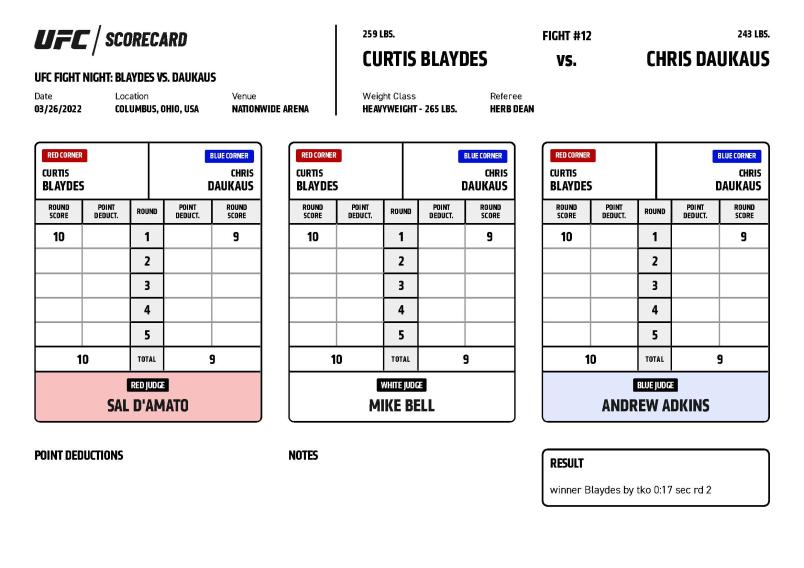 UFC / SCORECARD
UFC FIGHT NIGHT: BLAYDES VS. DAUKAUS
Date Location Venue
03/26/2022 COLUMBUS, OHIO, USA NATIONWIDE ARENA
259 LBS. FIGHT #12 243 LBS.
CURTIS BLAYDES VS. CHRIS DAUKAUS
Weight Class Referee
HEAVYWEIGHT - 265 LBS. HERB DEAN
RED CORNER BLUE CORNER
CURTIS CHRIS
BLAYDES DAUKAUS
ROUND POINT ROUND POINT ROUND
SCORE DEDUCT. DEDUCT. SCORE
10 1 9
2
3
4
5
10 TOTAL 9
RED JUDGE
SAL D'AMATO
RED CORNER BLUE CORNER
CURTIS CHRIS
BLAYDES DAUKAUS
ROUND POINT ROUND POINT ROUND
SCORE DEDUCT. DEDUCT. SCORE
10 1 9
2
3
4
5
10 TOTAL 9
WHITE JUDGE
MIKE BELL
RED CORNER BLUE CORNER
CURTIS CHRIS
BLAYDES DAUKAUS
ROUND POINT ROUND POINT ROUND
SCORE DEDUCT. DEDUCT. SCORE
10 1 9
2
3
4
5
10 TOTAL 9
BLUE JUDGE
ANDREW ADKINS
POINT DEDUCTIONS
NOTES
RESULT
winner Blaydes by tko 0:17 sec rd 2